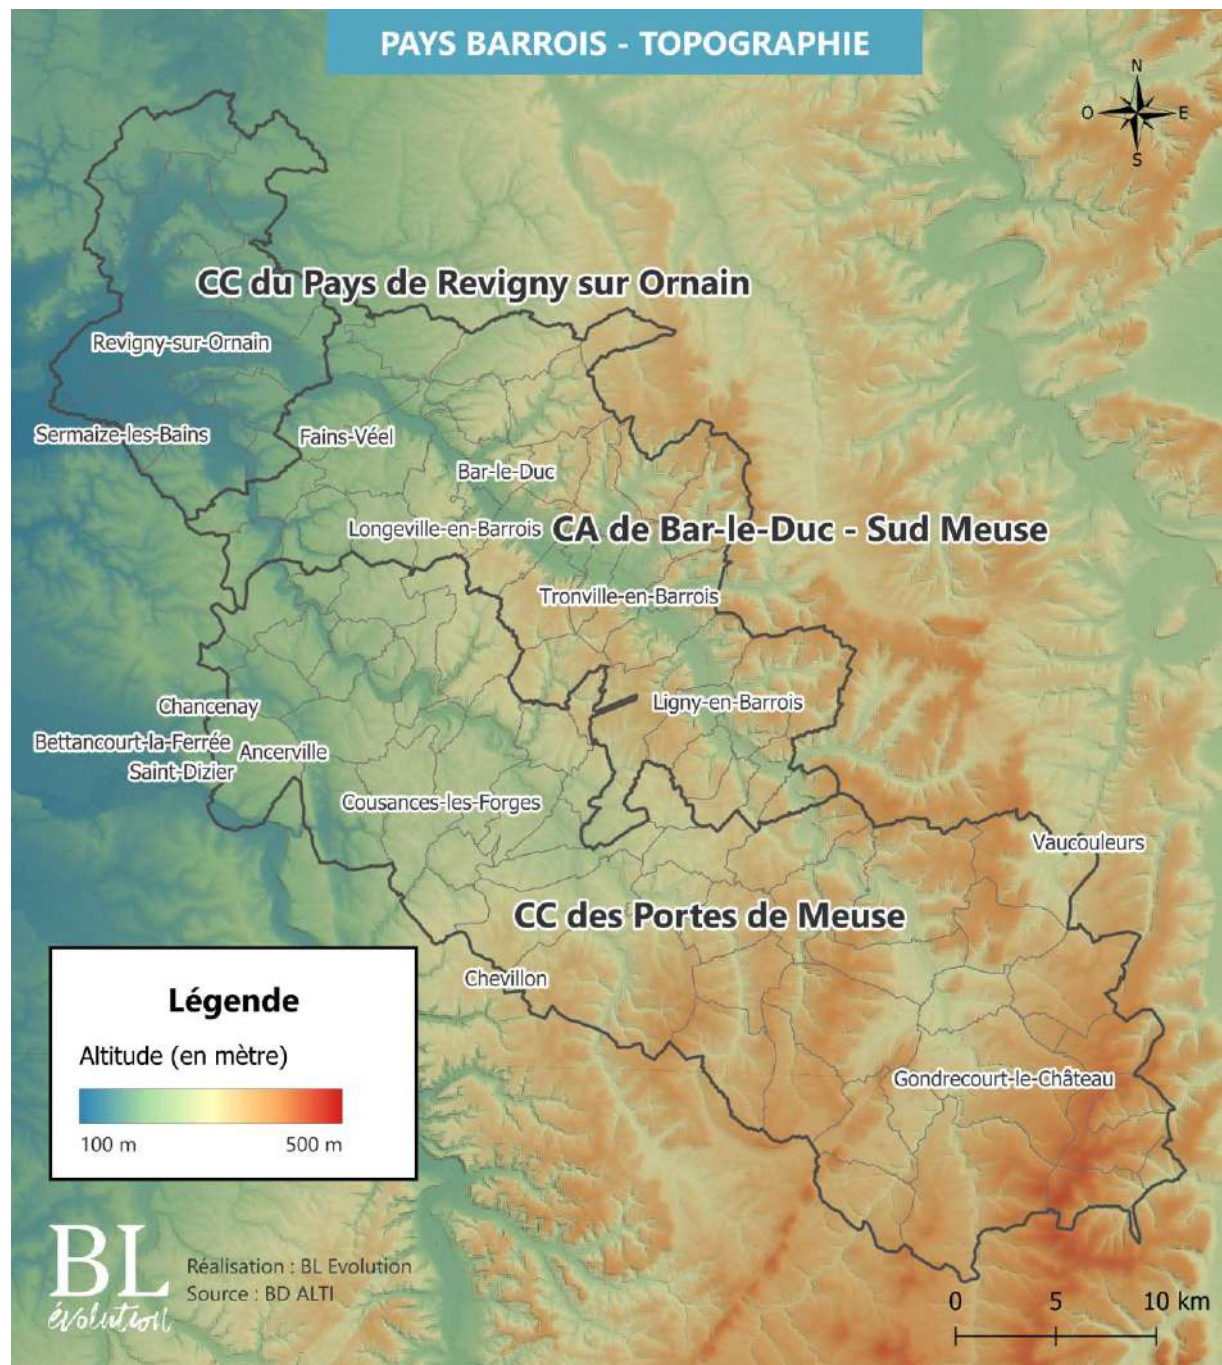 PAYS BARROIS - TOPOGRAPHIE
N
O
E
S
CC du Pays de Revigny sur Ornain
Revigny-sur-Ornain
Sermaize-les-Bains
Fains-Véel
Bar-le-Duc
Longeville-en-Barrois
CA de Bar-le-Duc - Sud Meuse
Tronville-en-Barrois
Ligny-en-Barrois
Chancenay
Bettancourt-la-Ferrée
Ancerville
Saint-Dizier
Cousances-les-Forges
Vaucouleurs
CC des Portes de Meuse
Chevillon
Gondrecourt-le-Château
Légende
Altitude (en mètre)
100 m
500 m
BL
évolution
Réalisation : BL Evolution
Source : BD ALTI
0
5
10 km